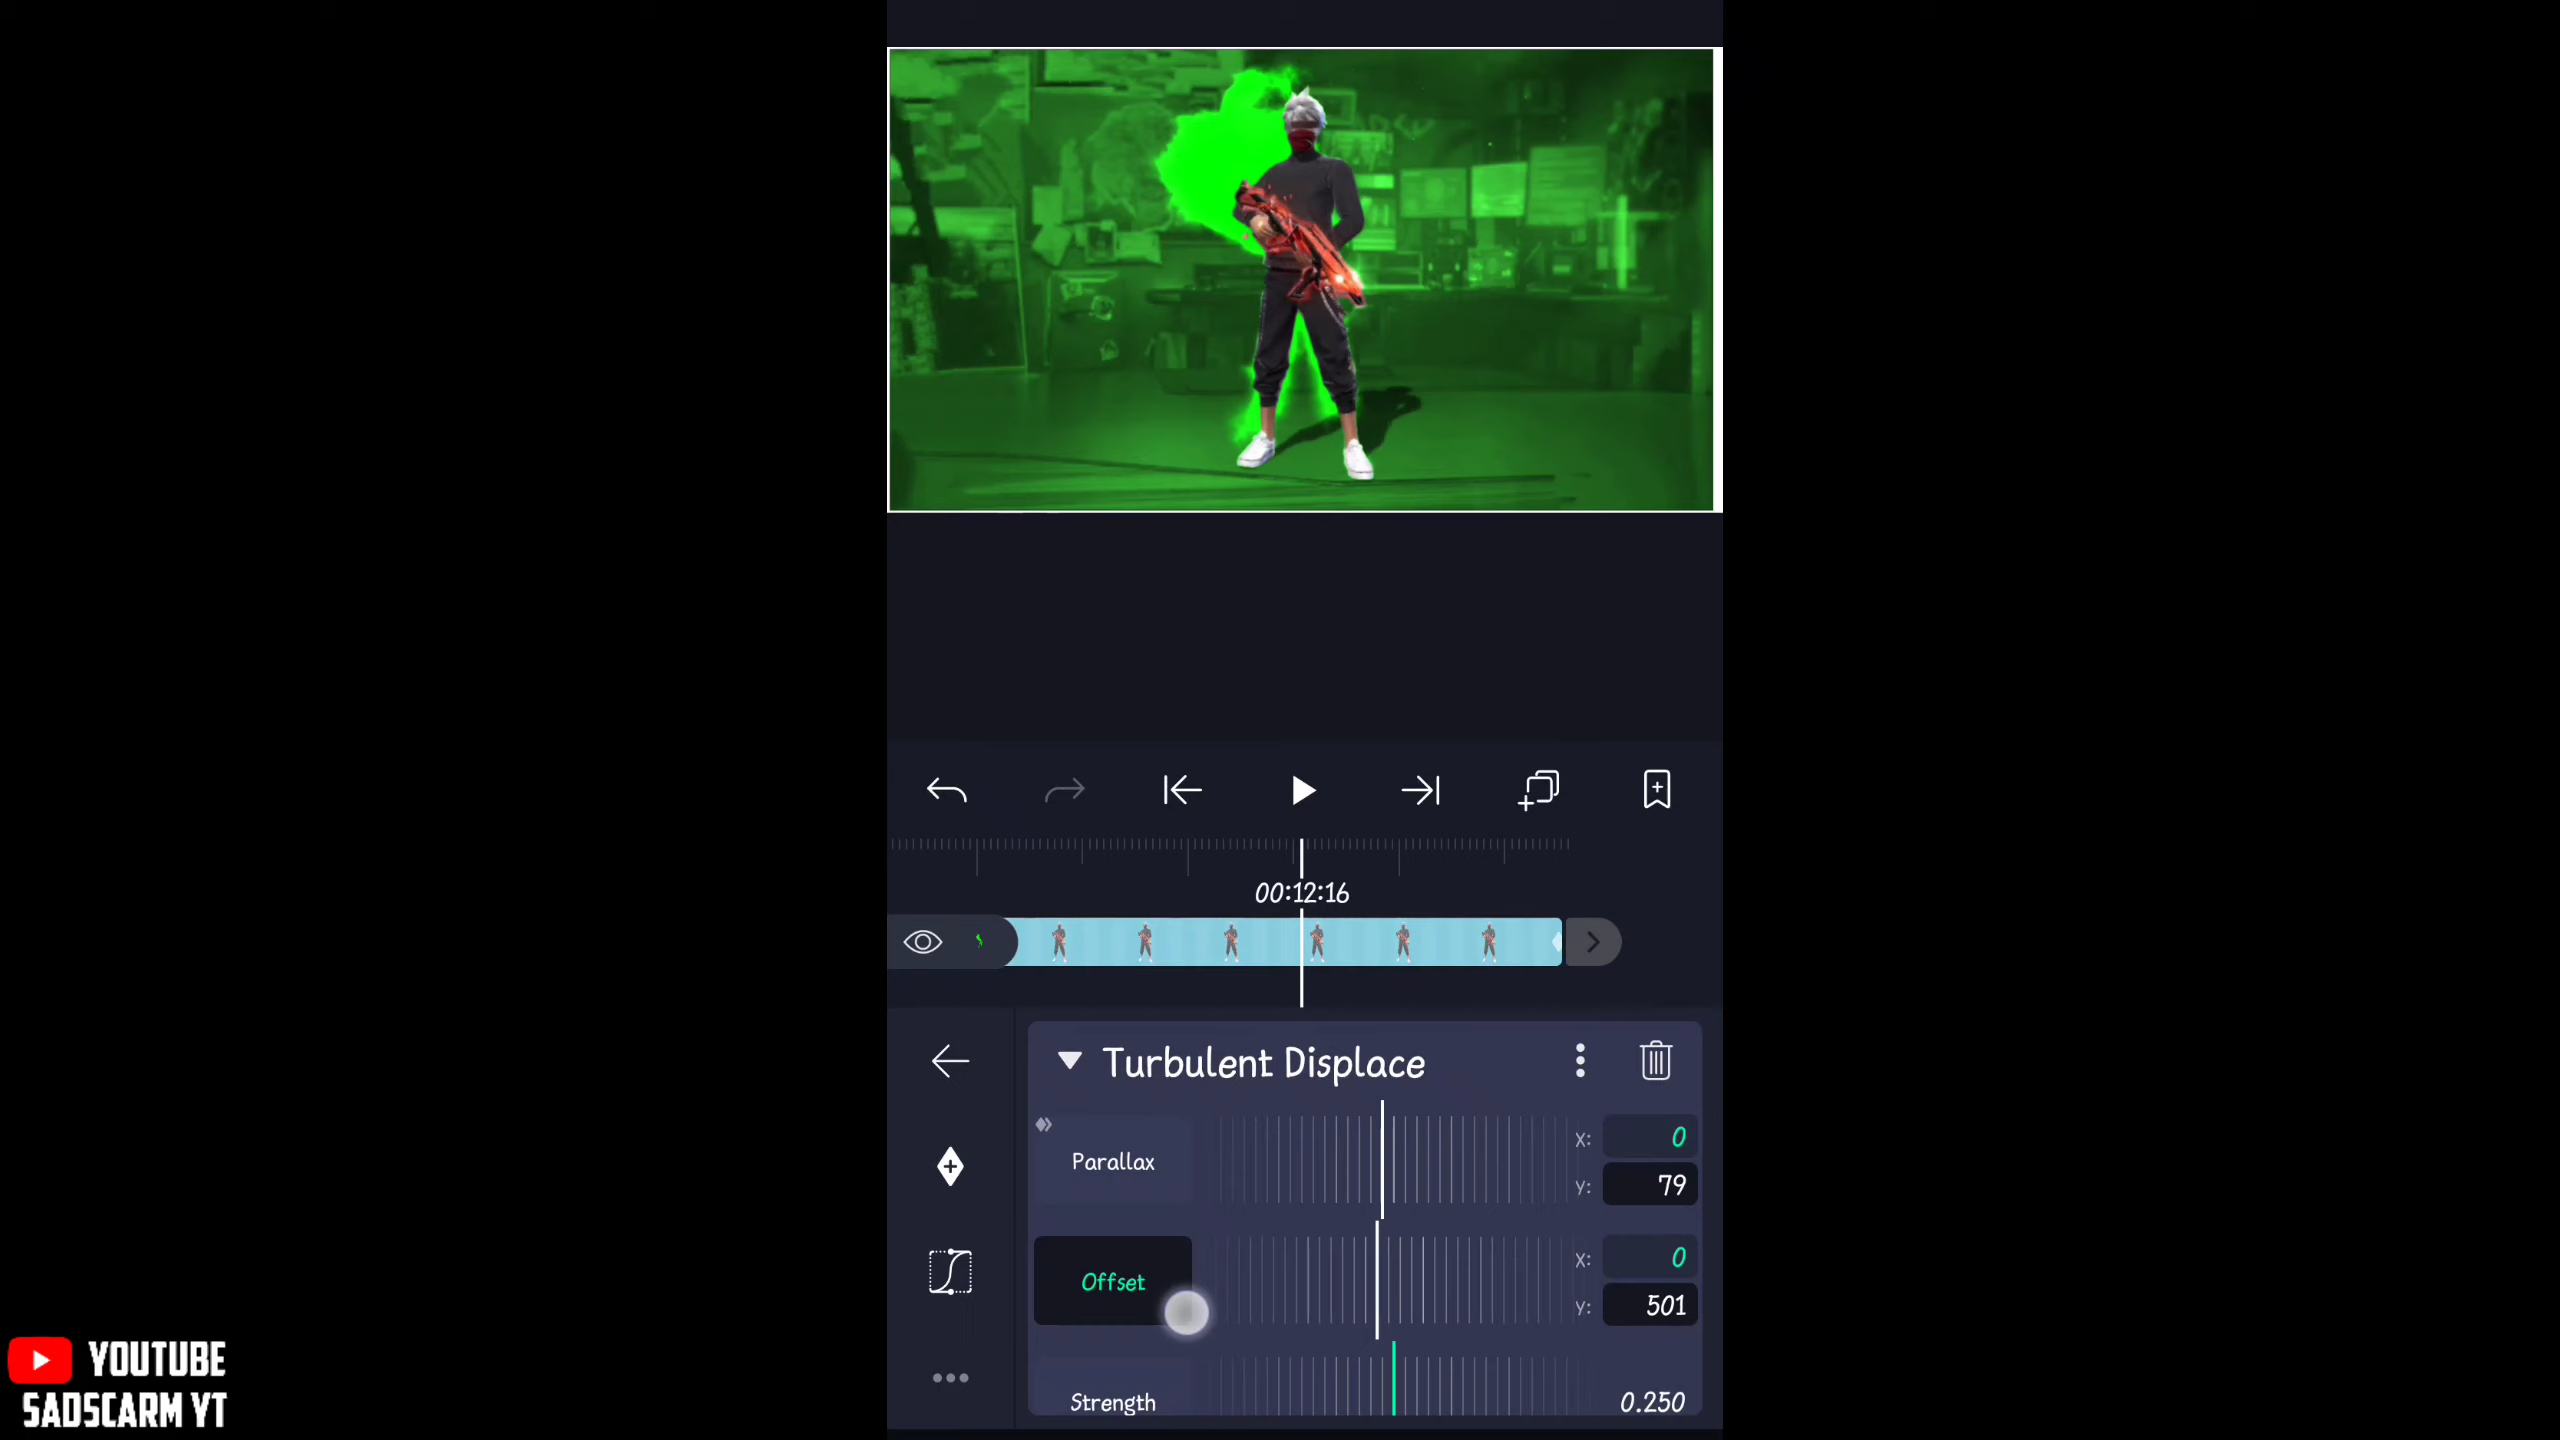 00:12:16
Turbulent Displace
Parallax
X: 0
Y: 79
Offset
X: 0
Y: 501
Strength
0.250
YOUTUBE
SADSCARM YT